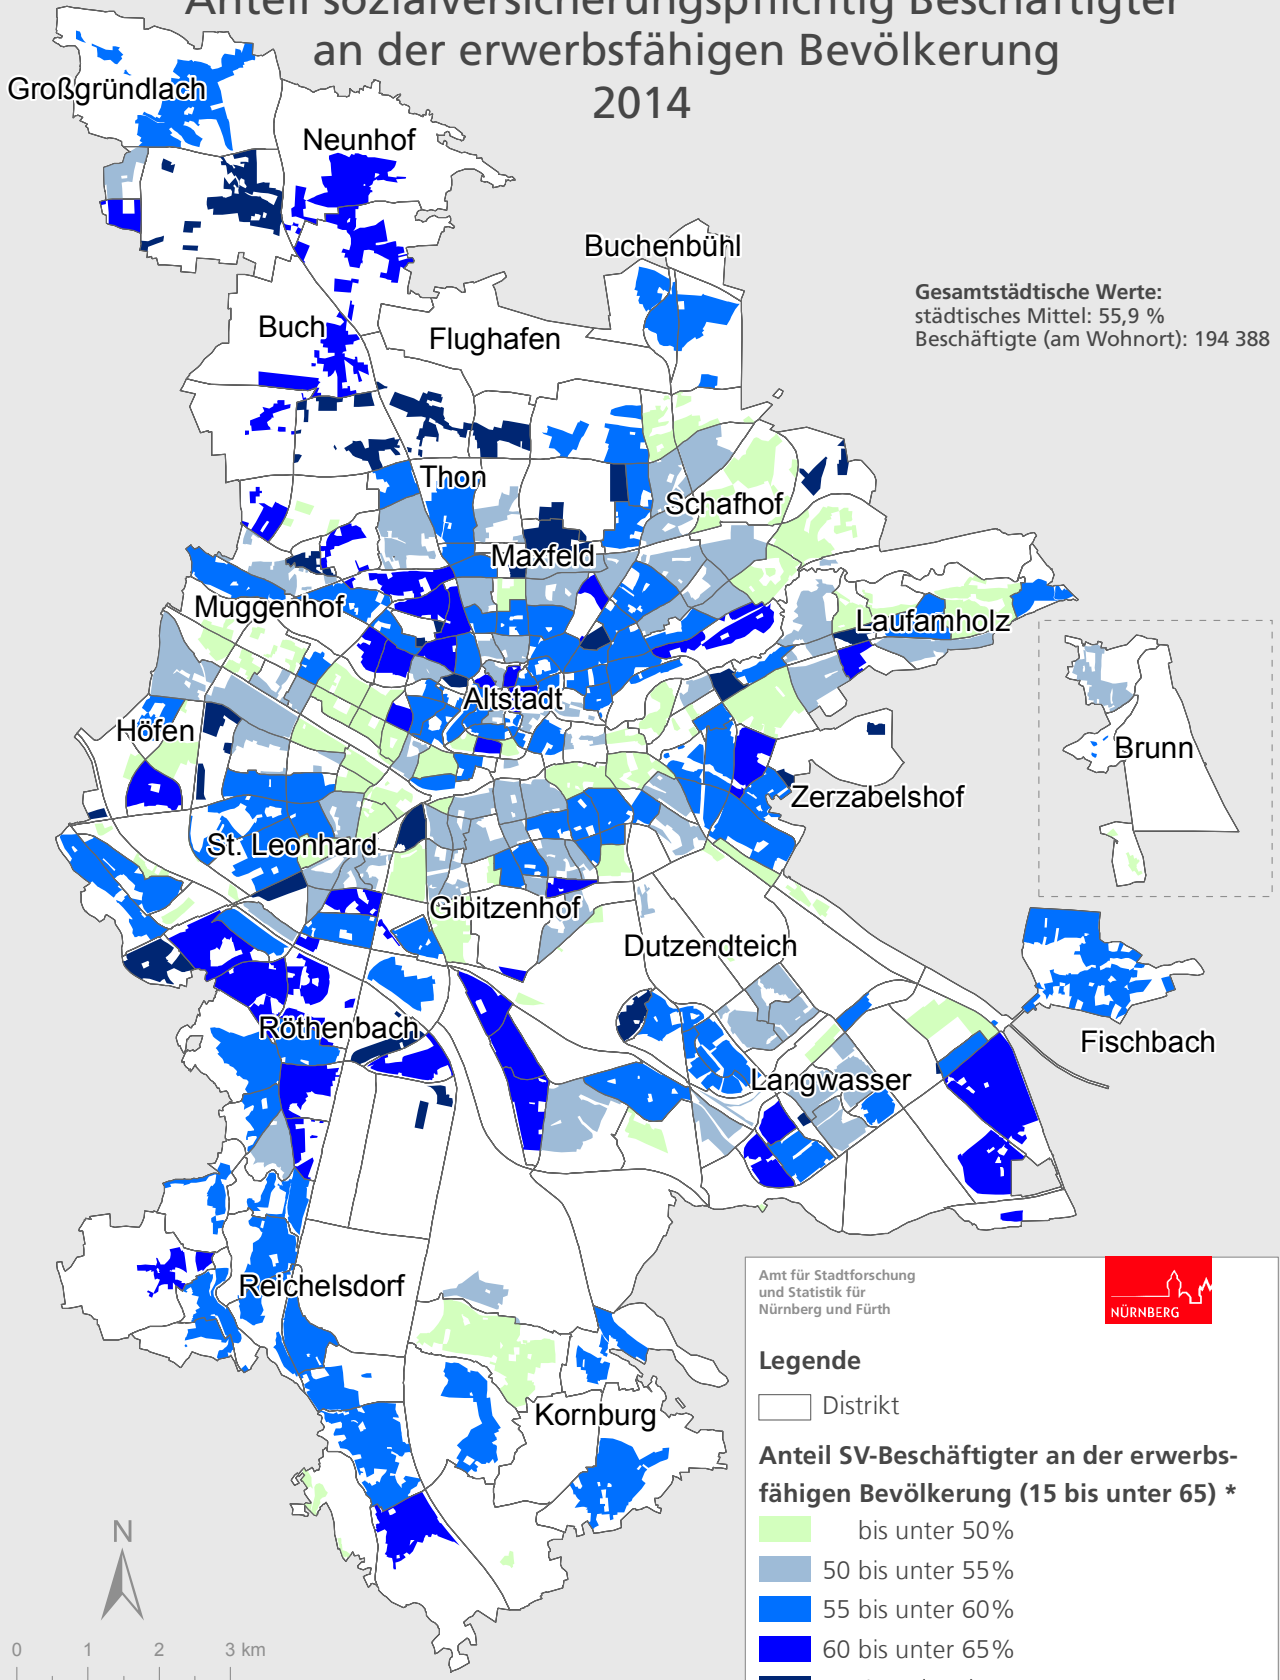 Anteil sozialversicherungspflichtig Beschäftigter
an der erwerbsfähigen Bevölkerung
2014
Großgründlach
Neunhof
Buchenbühl
Gesamtstädtische Werte:
städtisches Mittel: 55,9 %
Beschäftigte (am Wohnort): 194 388
Buch
Flughafen
Thon
Schafhof
Maxfeld
Muggenhof
Laufamholz
Altstadt
Höfen
Brunn
Zerzabelshof
St. Leonhard
Gibitzenhof
Dutzendteich
Röthenbach
Fischbach
Langwasser
Reichelsdorf
Kornburg
Amt für Stadtforschung
und Statistik für
Nürnberg und Fürth
NÜRNBERG
Legende
Distrikt
Anteil SV-Beschäftigter an der erwerbs-
fähigen Bevölkerung (15 bis unter 65) *
bis unter 50%
50 bis unter 55%
55 bis unter 60%
60 bis unter 65%
N
0 1 2 3 km